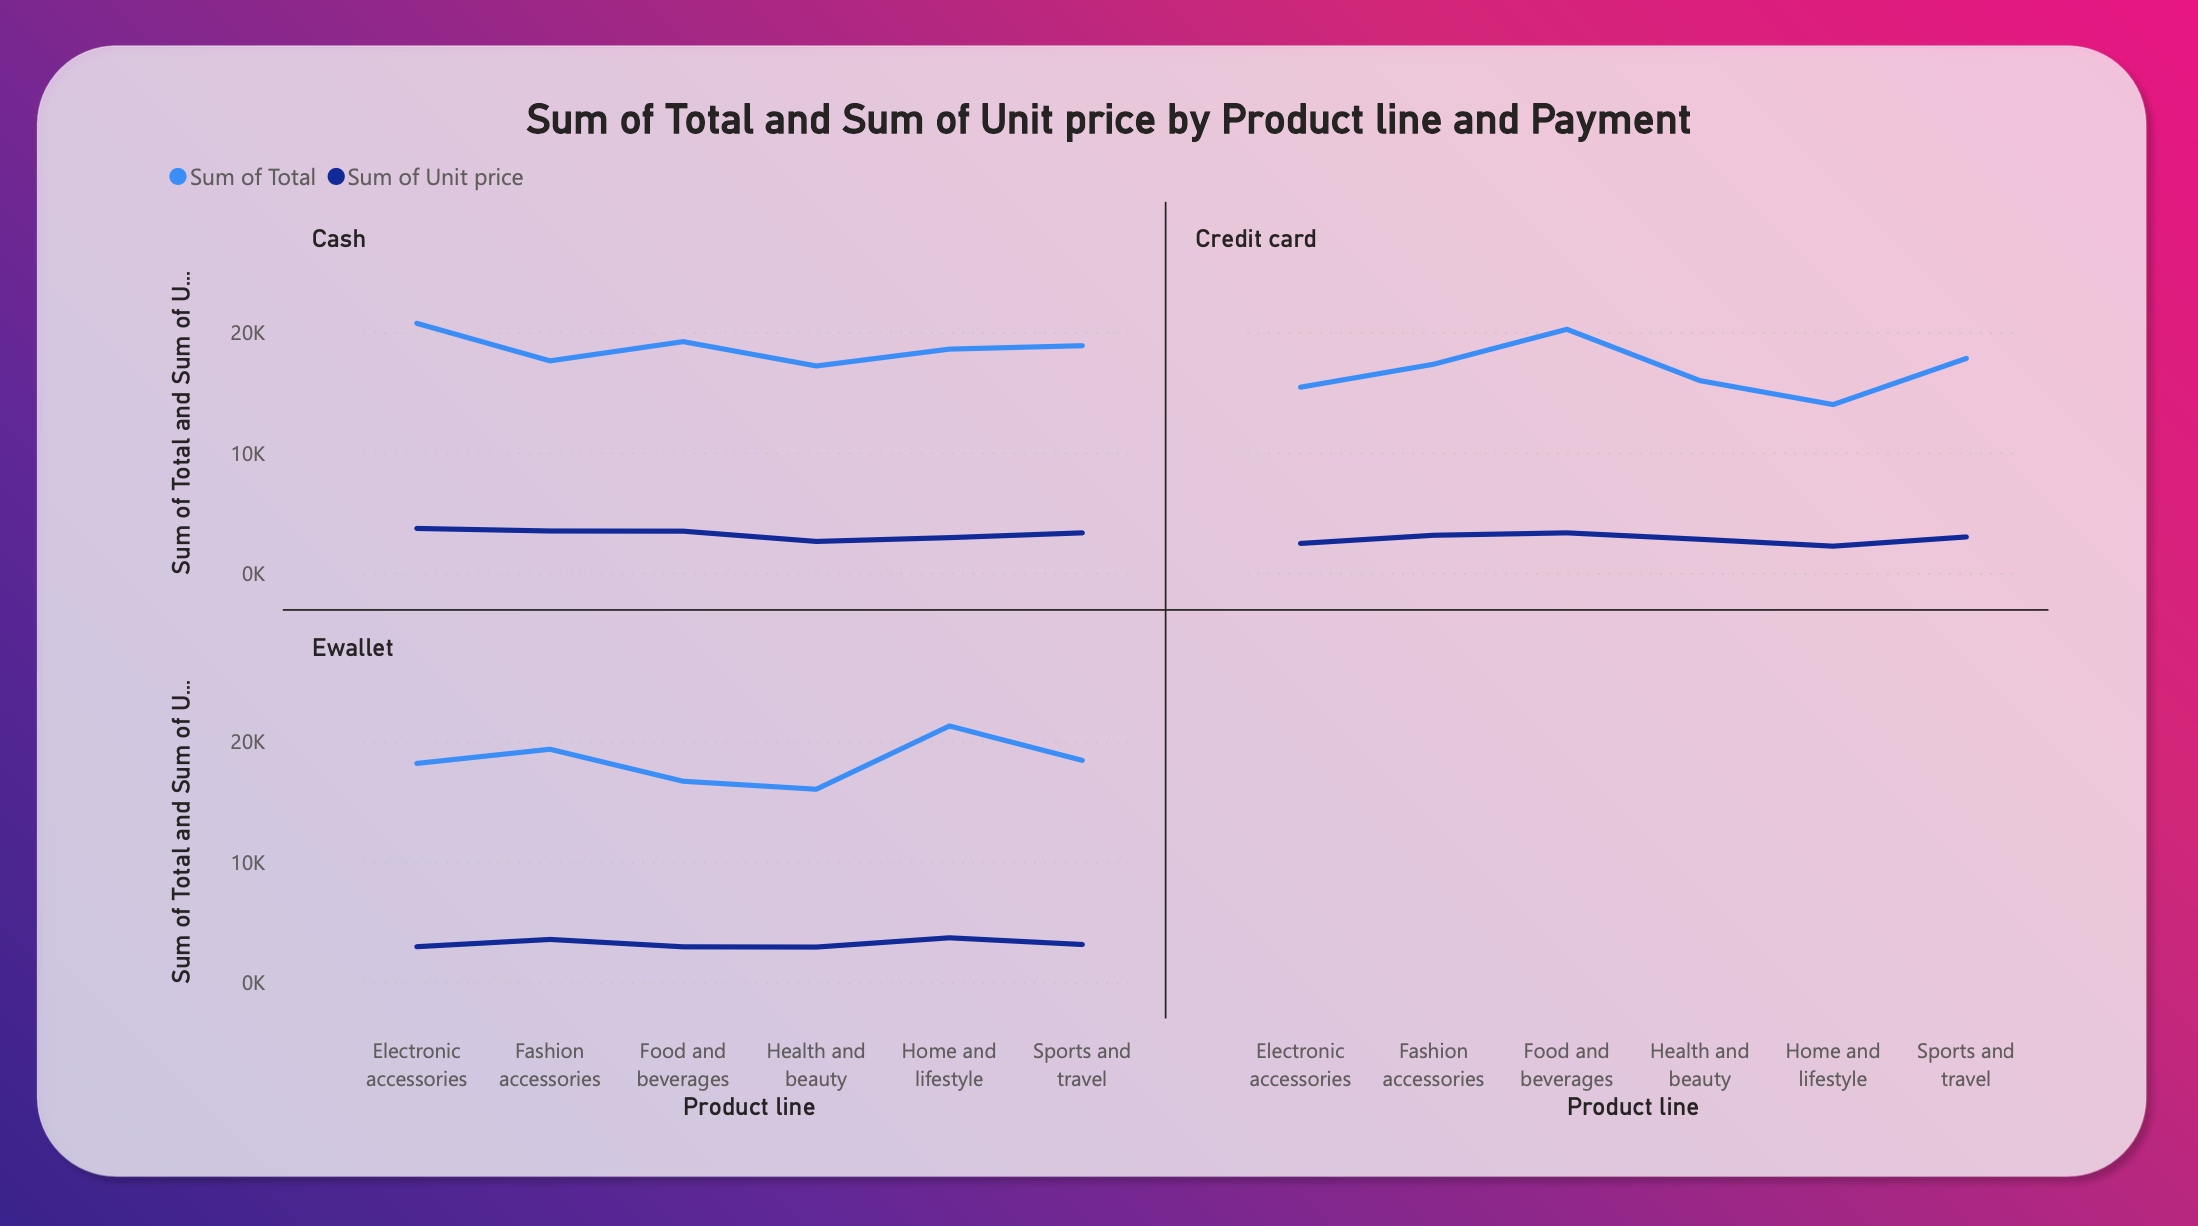 Sum of Total and Sum of Unit price by Product line and Payment
Sum of Total Sum of Unit price
Cash
Sum of Total and Sum of U...
20K
10K
0K
Credit card
Ewallet
Sum of Total and Sum of U...
20K
10K
0K
Electronic accessories
Fashion accessories
Food and beverages
Health and beauty
Home and lifestyle
Sports and travel
Product line
Electronic accessories
Fashion accessories
Food and beverages
Health and beauty
Home and lifestyle
Sports and travel
Product line